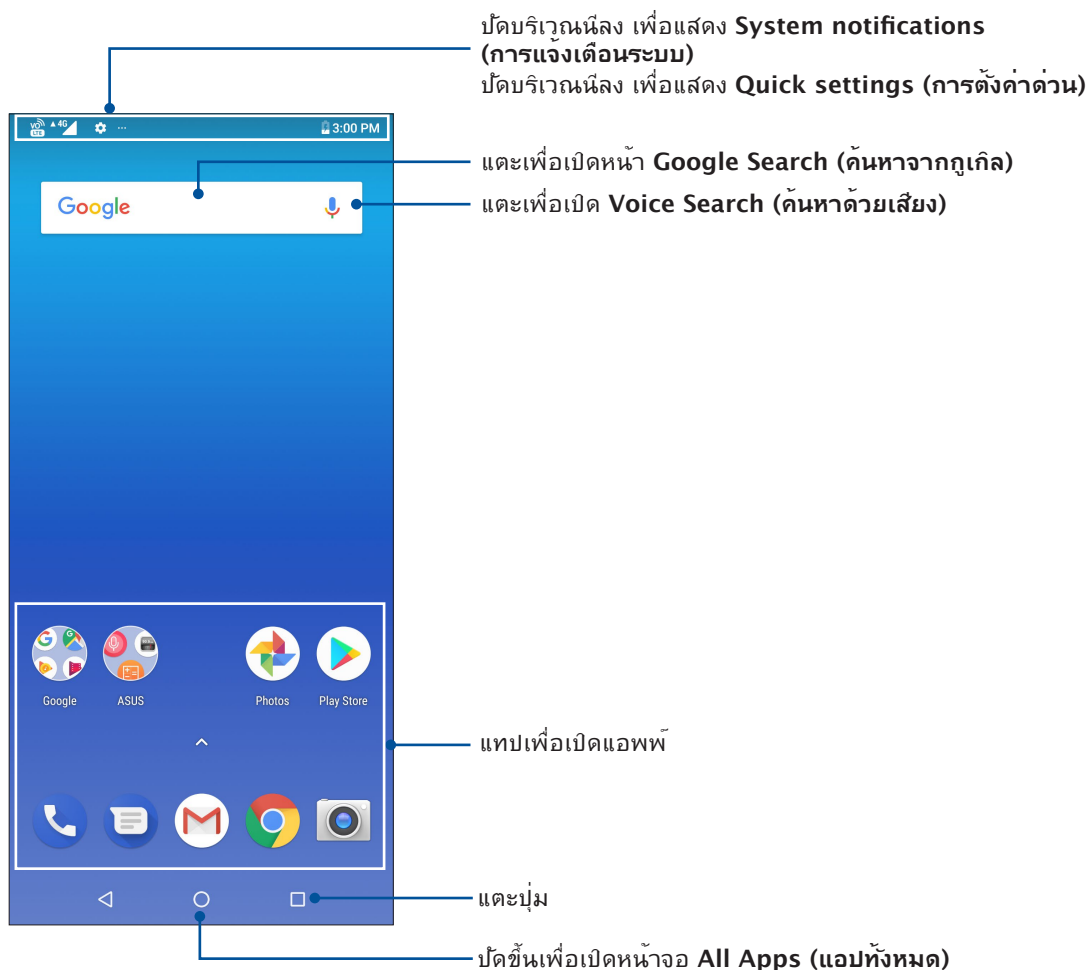 ปัดบริเวณนี้ลง เพื่อแสดง System notifications
(การแจ้งเตือนระบบ)
ปัดบริเวณนี้ลง เพื่อแสดง Quick settings (การตั้งค่าด่วน)
VO LTE 4G ... 3:00 PM
แตะเพื่อเปิดหน้า Google Search (ค้นหาจากกูเกิล)
Google
แตะเพื่อเปิด Voice Search (ค้นหาด้วยเสียง)
Google ASUS Photos Play Store
แทปเพื่อเปิดแอพพ์
แตะปุ่ม
ปัดขึ้นเพื่อเปิดหน้าจอ All Apps (แอปทั้งหมด)